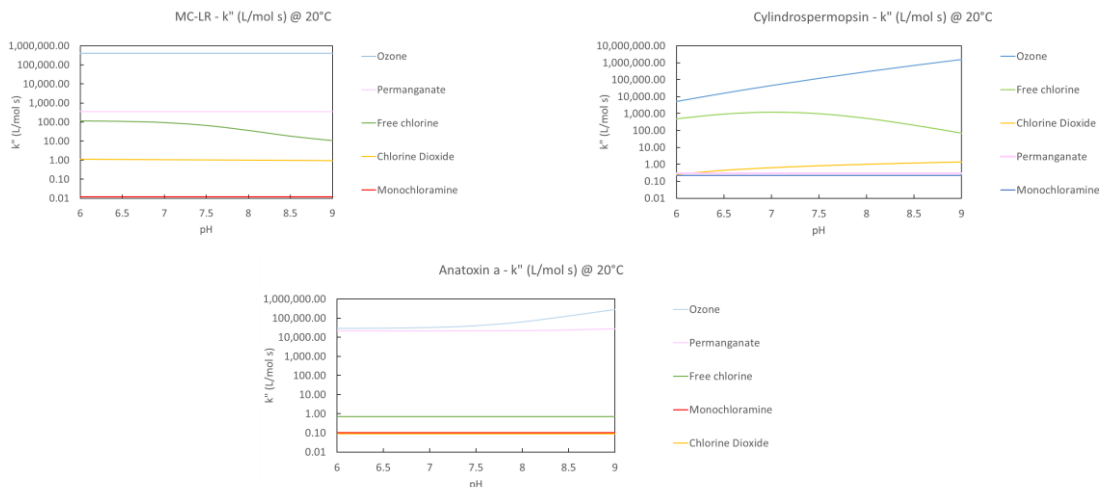 MC-LR - k" (L/mol s) @ 20°C
1,000,000.00
100,000.00
10,000.00
1,000.00
100.00
10.00
1.00
0.10
0.01
k" (L/mol s)
6 6.5 7 7.5 8 8.5 9
pH
Ozone
Permanganate
Free chlorine
Chlorine Dioxide
Monochloramine
Cylindrospermopsin - k" (L/mol s) @ 20°C
10,000,000.00
1,000,000.00
100,000.00
10,000.00
1,000.00
100.00
10.00
1.00
0.10
0.01
k" (L/mol s)
6 6.5 7 7.5 8 8.5 9
pH
Ozone
Free chlorine
Chlorine Dioxide
Permanganate
Monochloramine
Anatoxin a - k" (L/mol s) @ 20°C
1,000,000.00
100,000.00
10,000.00
1,000.00
100.00
10.00
1.00
0.10
0.01
k" (L/mol s)
6 6.5 7 7.5 8 8.5 9
pH
Ozone
Permanganate
Free chlorine
Monochloramine
Chlorine Dioxide